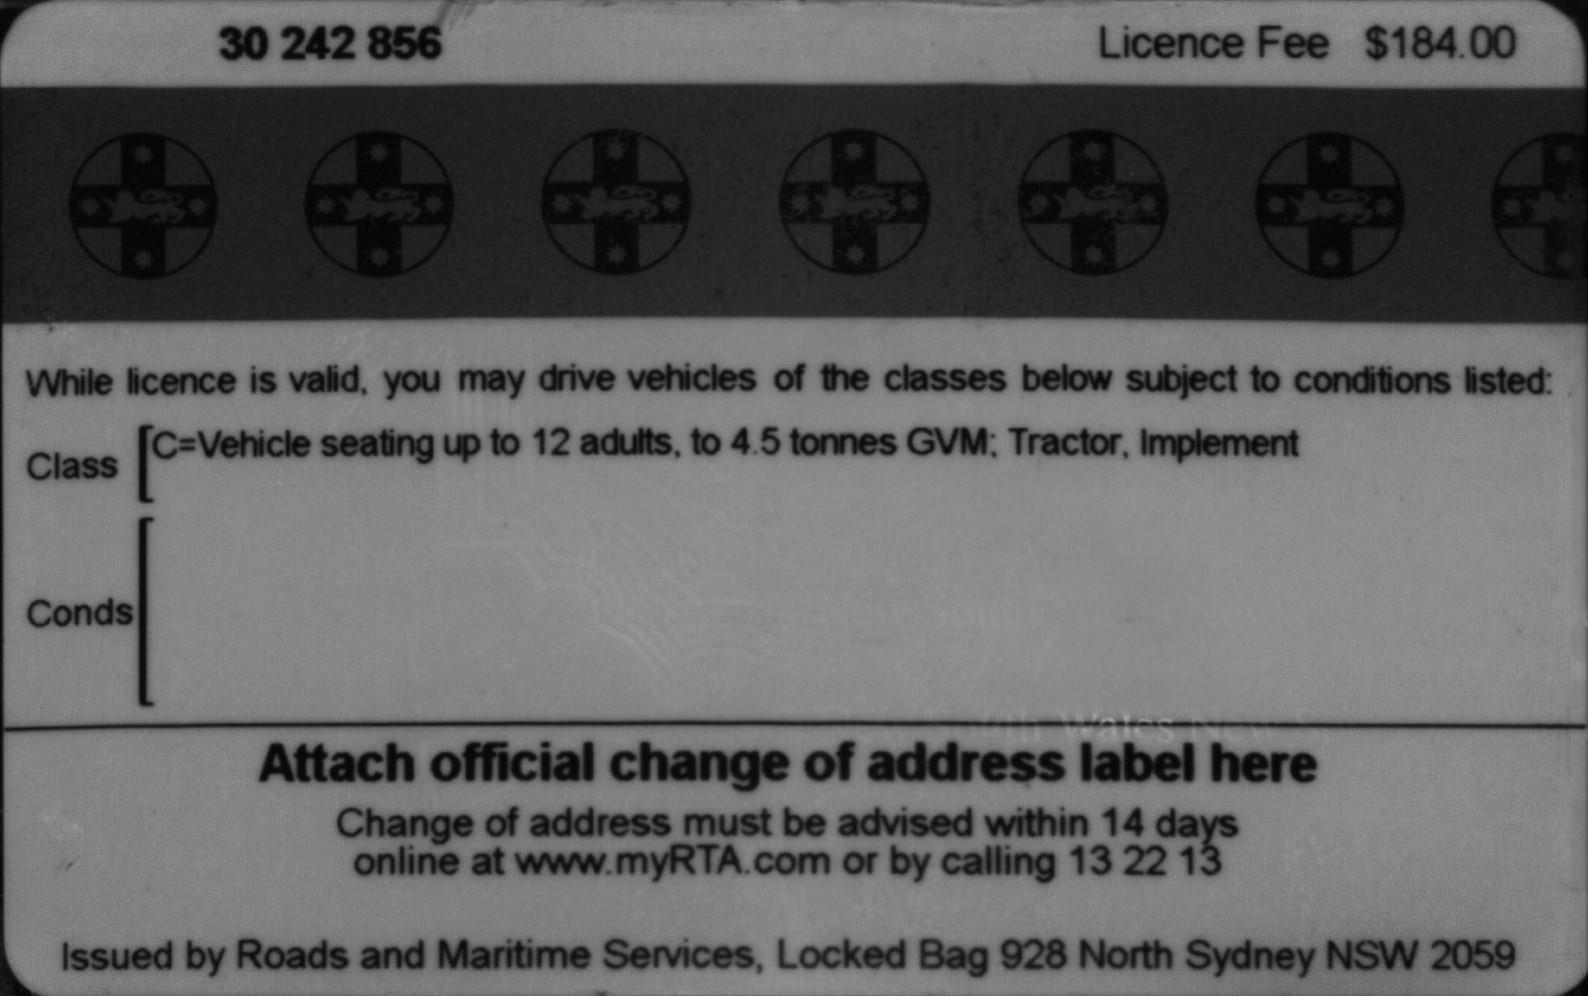 30 242 856 Licence Fee $184.00
While licence is valid, you may drive vehicles of the classes below subject to conditions listed:
Class C=Vehicle seating up to 12 adults, to 4.5 tonnes GVM; Tractor, Implement
Conds
South Wales New
Attach official change of address label here
Change of address must be advised within 14 days
online at www.myRTA.com or by calling 13 22 13
Issued by Roads and Maritime Services, Locked Bag 928 North Sydney NSW 2059